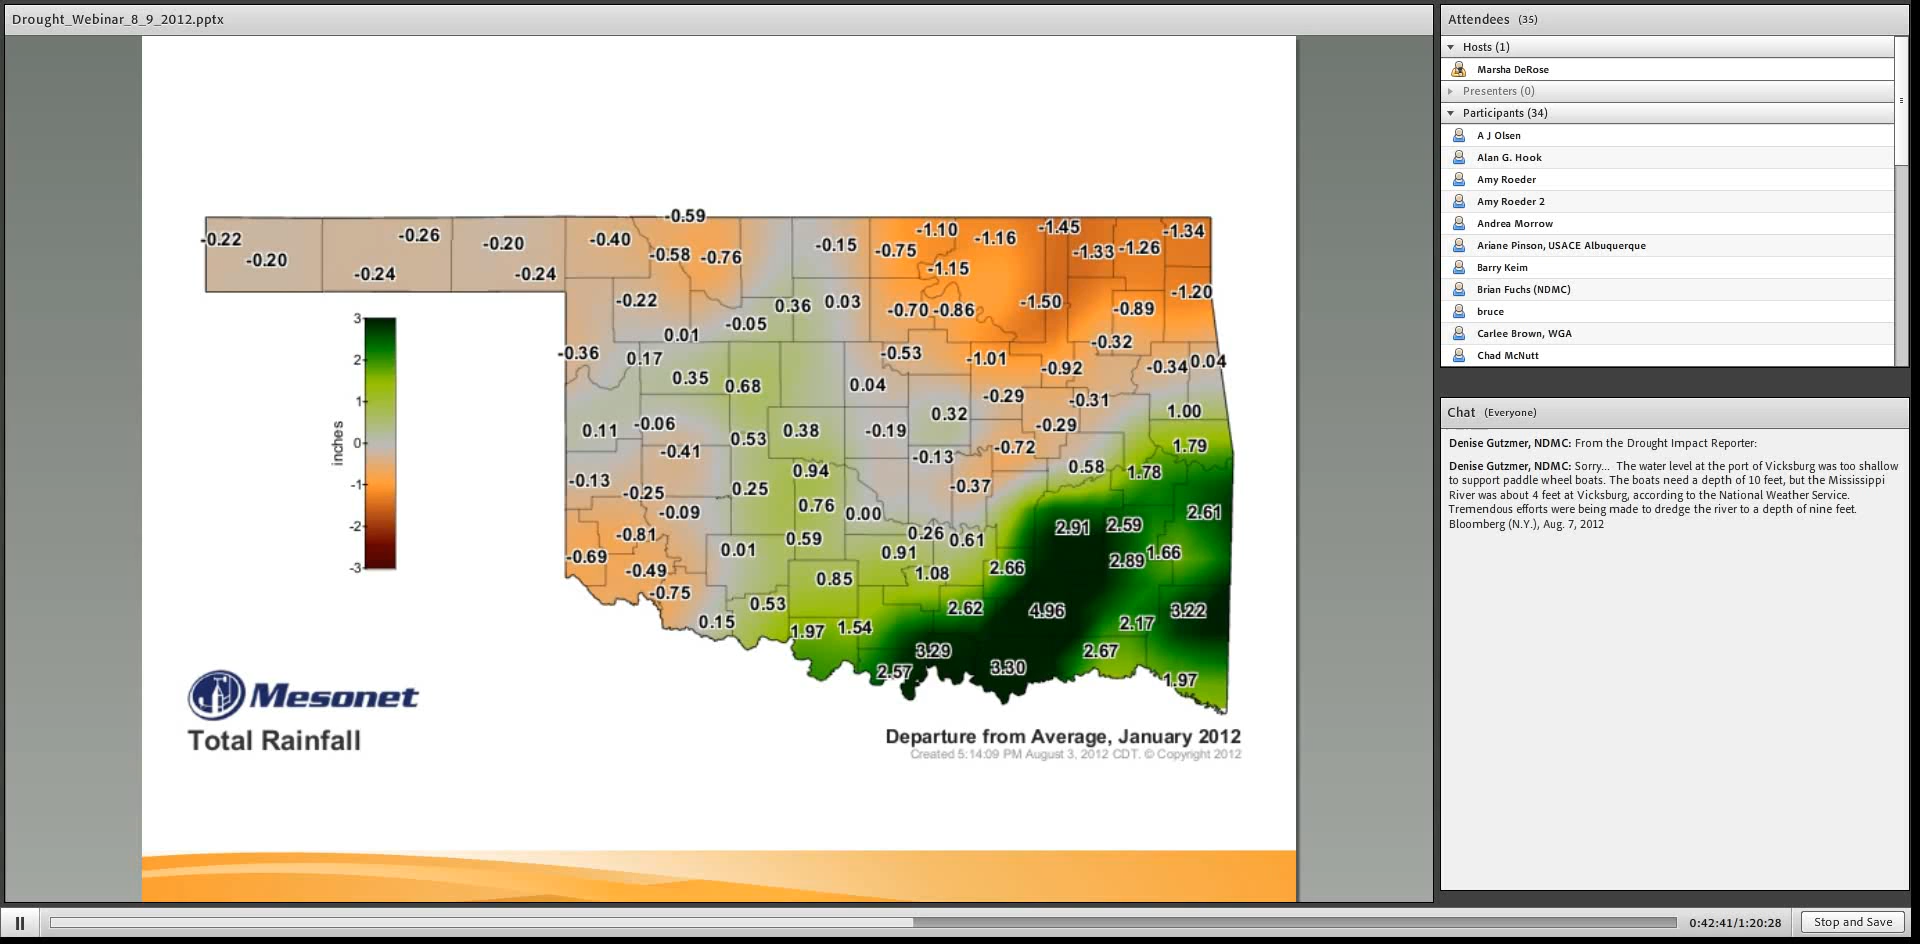 Drought_Webinar_8_9_2012.pptx
-0.59
-0.22 -0.26 -0.20 -0.40 -0.15 -0.75 -1.10 -1.16 -1.45 -1.34
-0.20 -0.24 -0.24 -0.58 -0.76 -1.15 -1.33 -1.26
-0.22 0.36 0.03 -0.70 -0.86 -1.50 -0.89 -1.20
0.01 -0.05 -0.32
-0.36 0.17 -0.53 -1.01 -0.92 -0.34 0.04
0.35 0.68 0.04 -0.29 -0.31
0.11 -0.06 0.53 0.38 -0.19 0.32 -0.29 1.00
-0.41 -0.13 -0.72 1.79
-0.13 -0.25 0.25 0.94 -0.37 0.58 1.78
-0.09 0.76 0.00 2.91 2.59 2.61
-0.81 0.59 0.26 0.61
-0.69 0.01 0.91 2.89 1.66
-0.49 0.85 1.08 2.66
-0.75 0.53 2.62 4.96 3.22
0.15 1.97 1.54 2.17
3.29 2.67
2.57 3.30 1.97
3
2
1
0
-1
-2
-3
inches
Mesonet
Total Rainfall
Departure from Average, January 2012
Created 5:14:09 PM August 3, 2012 CDT. © Copyright 2012
Attendees (35)
Hosts (1)
Marsha DeRose
Presenters (0)
Participants (34)
A J Olsen
Alan G. Hook
Amy Roeder
Amy Roeder 2
Andrea Morrow
Ariane Pinson, USACE Albuquerque
Barry Keim
Brian Fuchs (NDMC)
bruce
Carlee Brown, WGA
Chad McNutt
Chat (Everyone)
Denise Gutzmer, NDMC: From the Drought Impact Reporter:
Denise Gutzmer, NDMC: Sorry... The water level at the port of Vicksburg was too shallow
to support paddle wheel boats. The boats need a depth of 10 feet, but the Mississippi
River was about 4 feet at Vicksburg, according to the National Weather Service.
Tremendous efforts were being made to dredge the river to a depth of nine feet.
Bloomberg (N.Y.), Aug. 7, 2012
0:42:41/1:20:28
Stop and Save